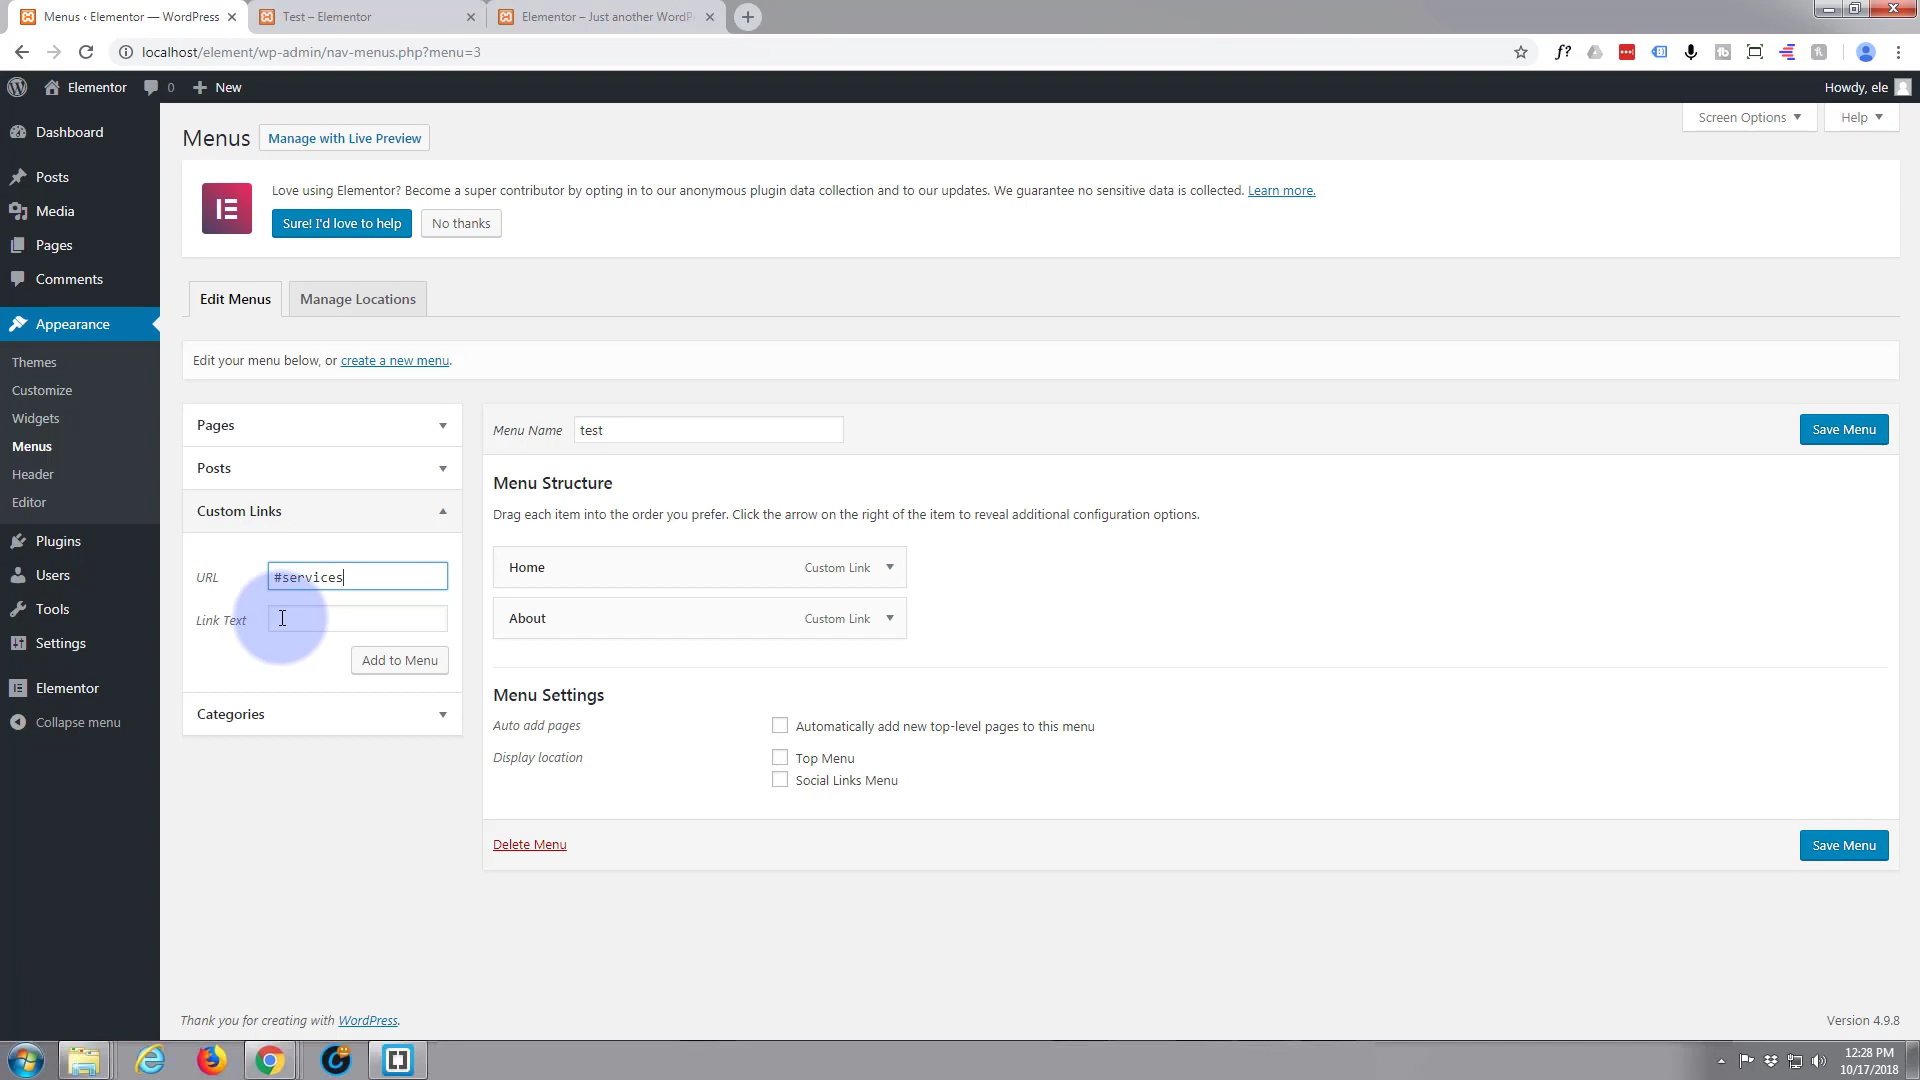 Menus ‹ Elementor — WordPress
Test – Elementor
Elementor – Just another WordP
localhost/element/wp-admin/nav-menus.php?menu=3
Elementor
0
New
Howdy, ele
Screen Options
Help
Dashboard
Posts
Media
Pages
Comments
Appearance
Themes
Customize
Widgets
Menus
Header
Editor
Plugins
Users
Tools
Settings
Elementor
Collapse menu
Menus
Manage with Live Preview
Love using Elementor? Become a super contributor by opting in to our anonymous plugin data collection and to our updates. We guarantee no sensitive data is collected. Learn more.
Sure! I'd love to help
No thanks
Edit Menus
Manage Locations
Edit your menu below, or create a new menu.
Pages
Posts
Custom Links
URL
#services
Link Text
Add to Menu
Categories
Menu Name
test
Save Menu
Menu Structure
Drag each item into the order you prefer. Click the arrow on the right of the item to reveal additional configuration options.
Home
Custom Link
About
Custom Link
Menu Settings
Auto add pages
Automatically add new top-level pages to this menu
Display location
Top Menu
Social Links Menu
Delete Menu
Save Menu
Thank you for creating with WordPress.
Version 4.9.8
12:28 PM
10/17/2018